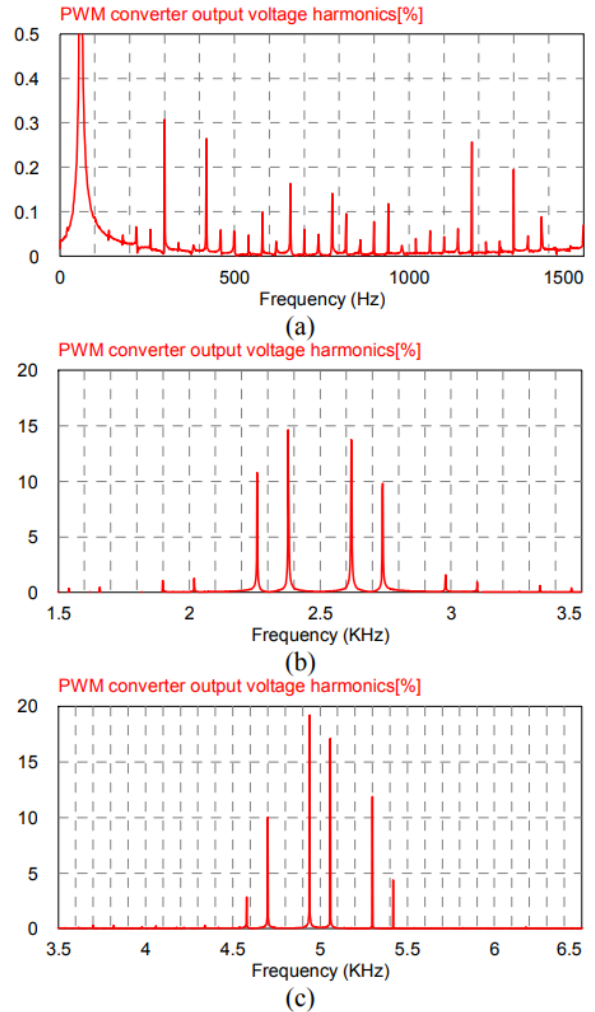 PWM converter output voltage harmonics[%]
0.5
0.4
0.3
0.2
0.1
0
0 500 1000 1500
Frequency (Hz)
(a)
PWM converter output voltage harmonics[%]
20
15
10
5
0
1.5 2 2.5 3 3.5
Frequency (KHz)
(b)
PWM converter output voltage harmonics[%]
20
15
10
5
0
3.5 4 4.5 5 5.5 6 6.5
Frequency (KHz)
(c)